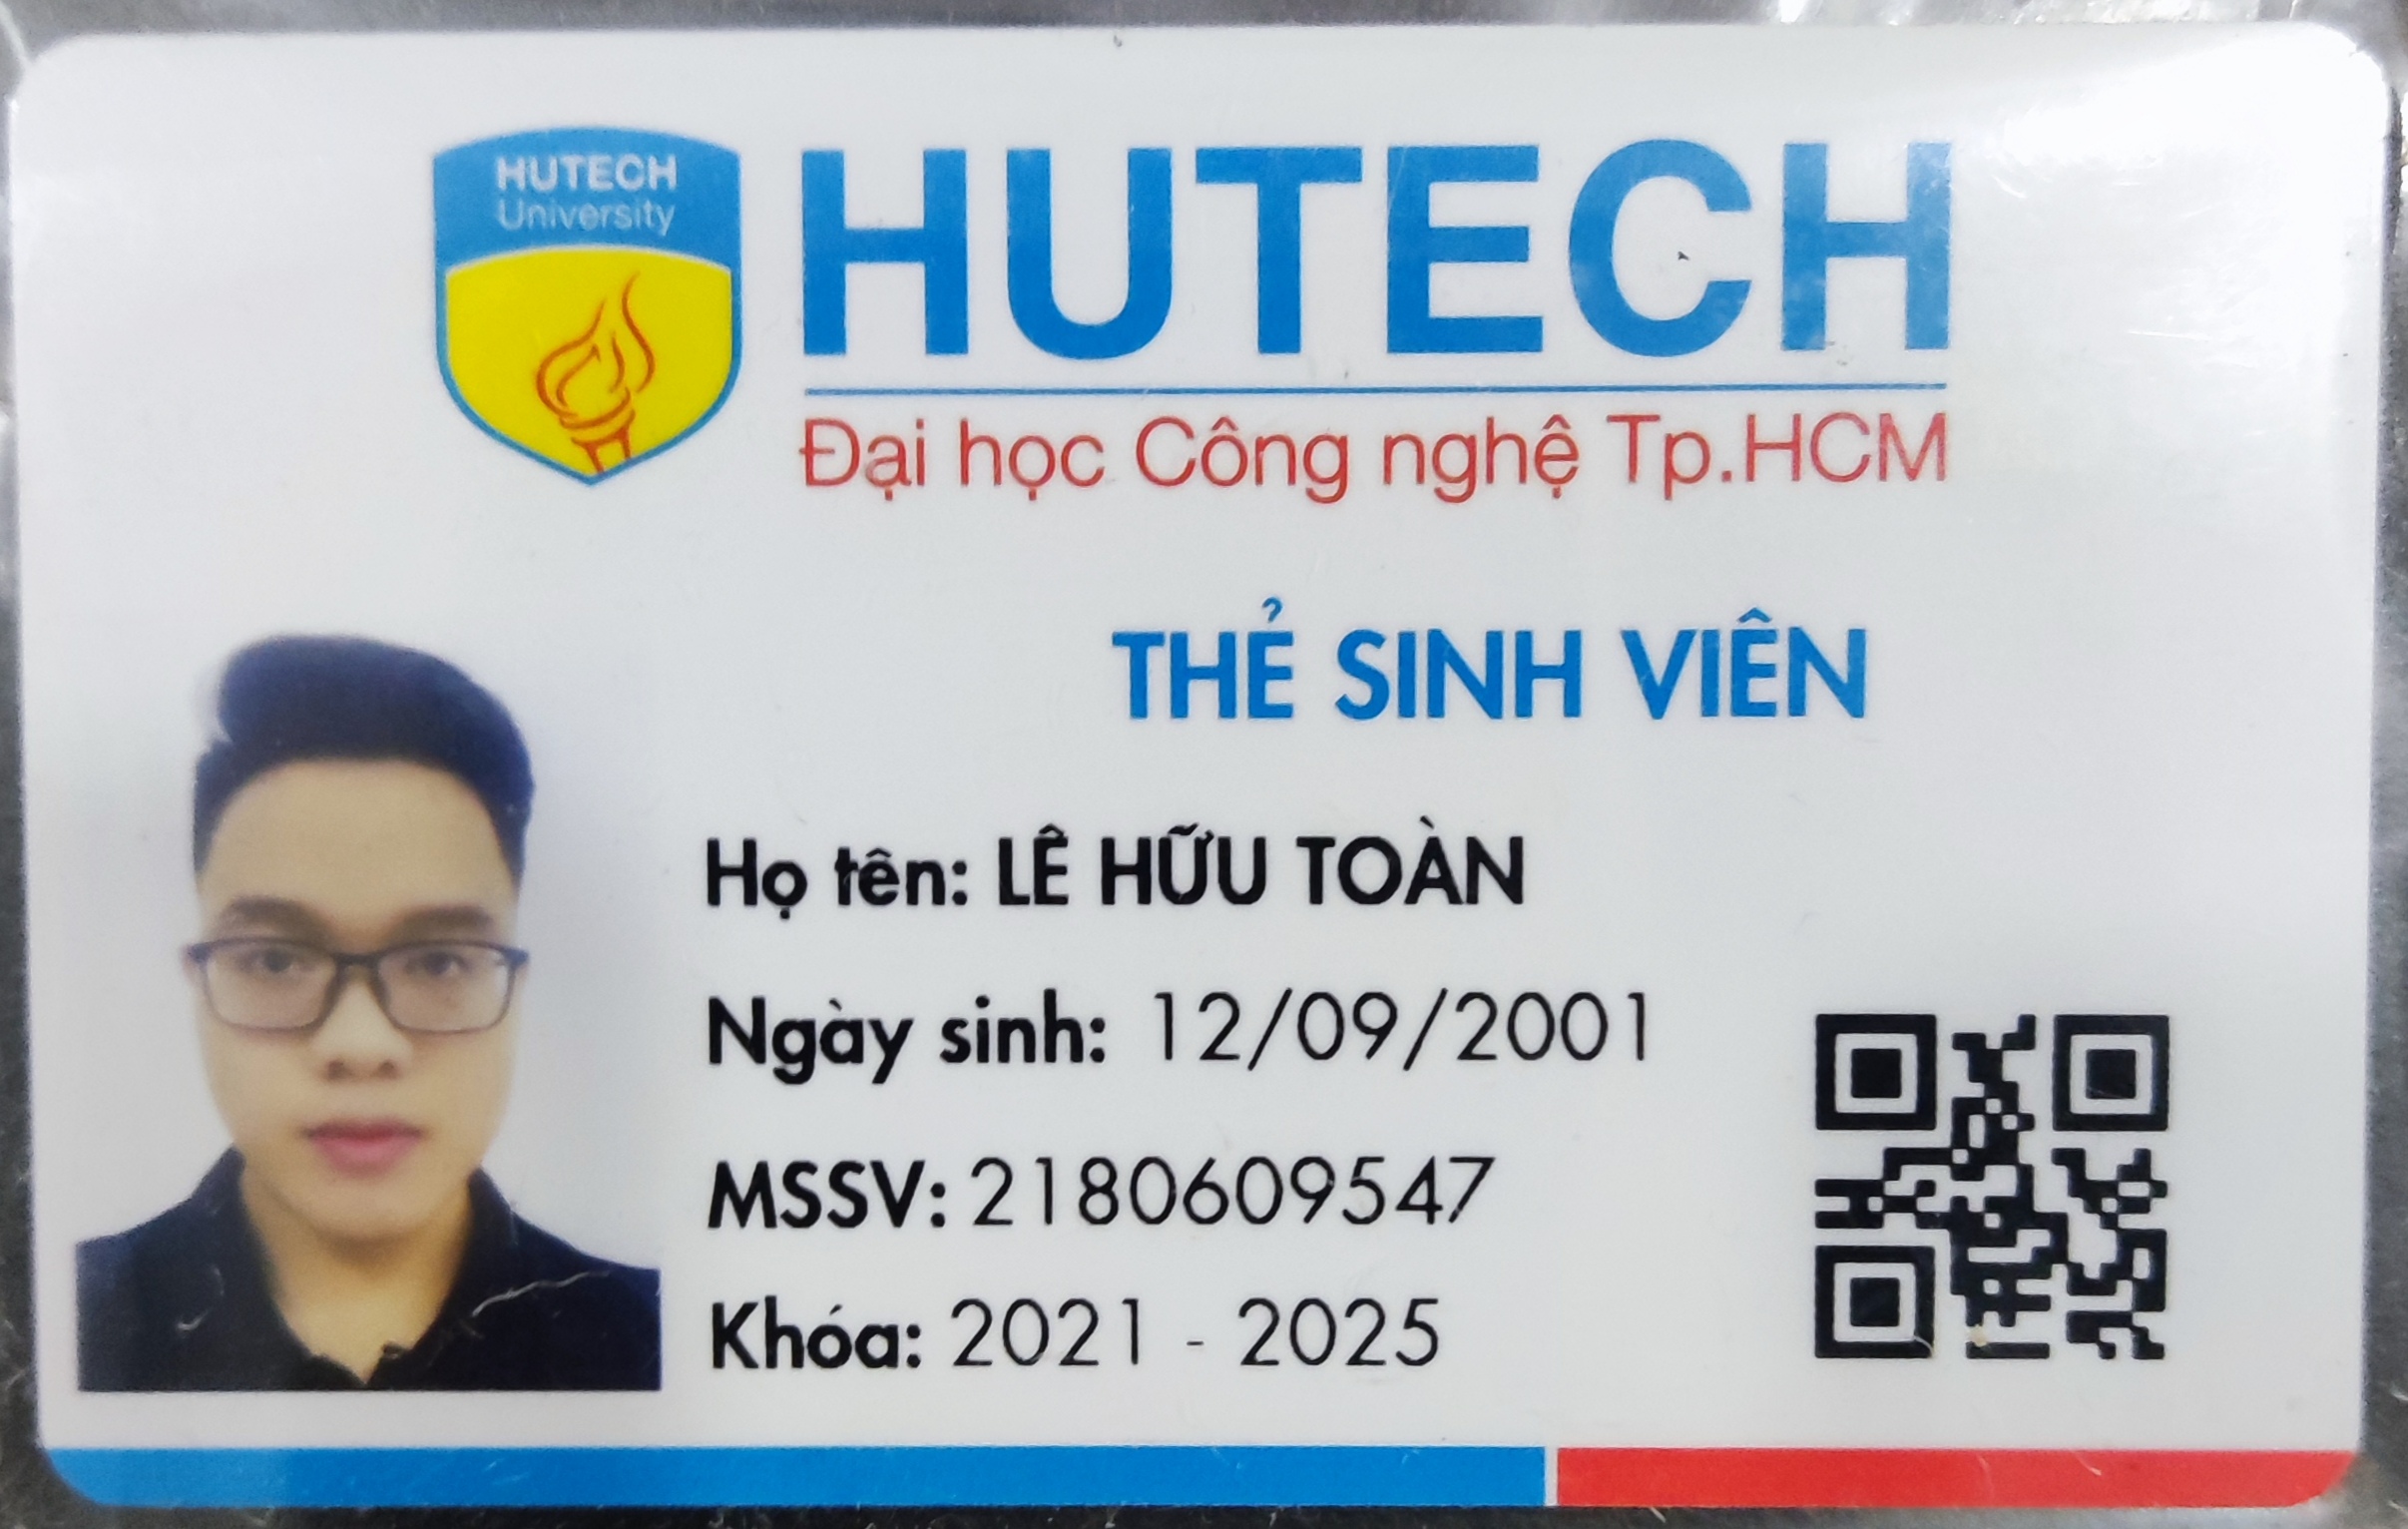 HUTECH
University
HUTECH
Đại học Công nghệ Tp.HCM
THẺ SINH VIÊN
Họ tên: LÊ HỮU TOÀN
Ngày sinh: 12/09/2001
MSSV: 2180609547
Khóa: 2021 - 2025